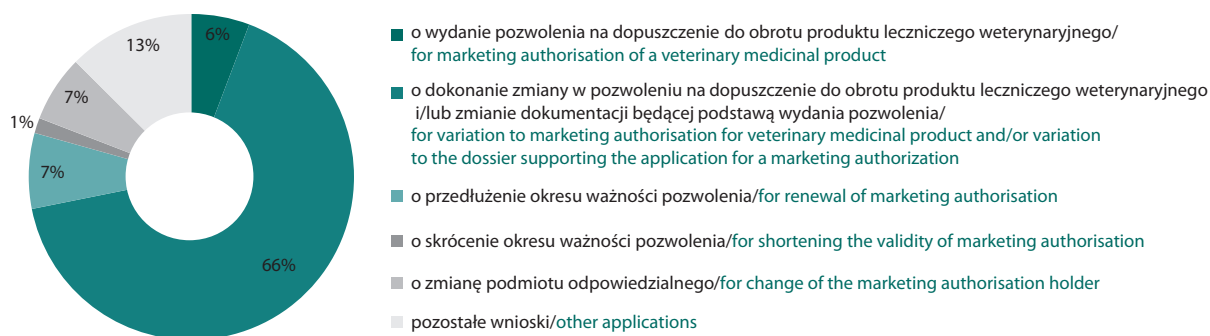 13%
6%
7%
1%
7%
66%
o wydanie pozwolenia na dopuszczenie do obrotu produktu leczniczego weterynaryjnego/
for marketing authorisation of a veterinary medicinal product
o dokonanie zmiany w pozwoleniu na dopuszczenie do obrotu produktu leczniczego weterynaryjnego
i/lub zmianie dokumentacji będącej podstawą wydania pozwolenia/
for variation to marketing authorisation for veterinary medicinal product and/or variation
to the dossier supporting the application for a marketing authorization
o przedłużenie okresu ważności pozwolenia/for renewal of marketing authorisation
o skrócenie okresu ważności pozwolenia/for shortening the validity of marketing authorisation
o zmianę podmiotu odpowiedzialnego/for change of the marketing authorisation holder
pozostałe wnioski/other applications